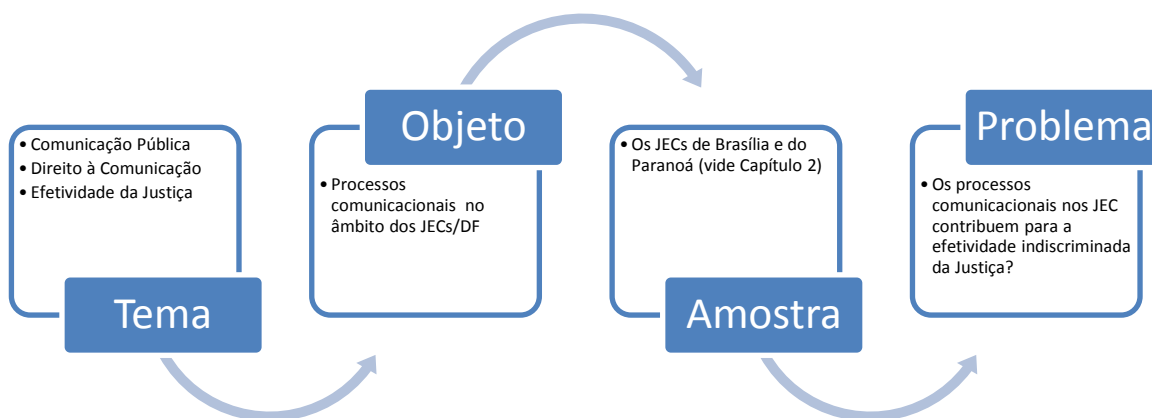 • Comunicação Pública
• Direito à Comunicação
• Efetividade da Justiça
Tema
Objeto
• Processos
comunicacionais no
âmbito dos JECs/DF
• Os JECs de Brasília e do
Paranoá (vide Capítulo 2)
Amostra
Problema
• Os processos
comunicacionais nos JEC
contribuem para a
efetividade indiscriminada
da Justiça?